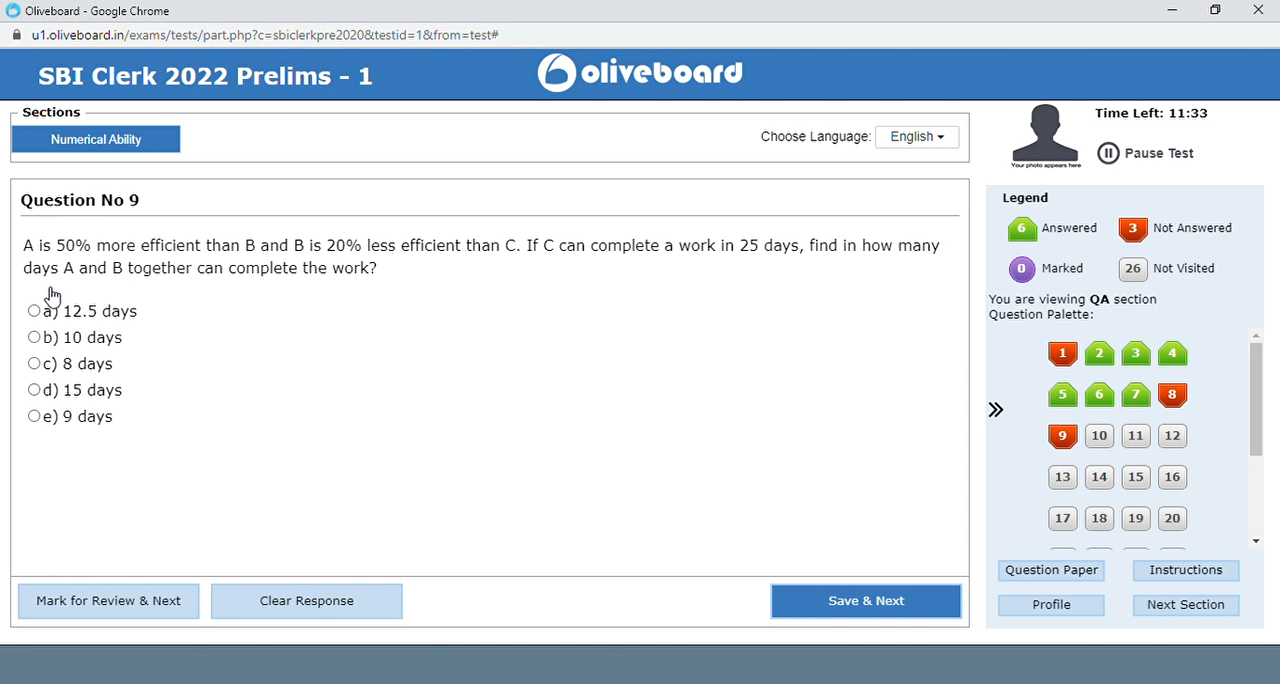 Oliveboard - Google Chrome
u1.oliveboard.in/exams/tests/part.php?c=sbiclerkpre2020&testid=1&from=test#
SBI Clerk 2022 Prelims - 1
oliveboard
Sections
Numerical Ability
Choose Language: English
Your photo appears here
Time Left: 11:33
Pause Test
Question No 9
A is 50% more efficient than B and B is 20% less efficient than C. If C can complete a work in 25 days, find in how many
days A and B together can complete the work?
a) 12.5 days
b) 10 days
c) 8 days
d) 15 days
e) 9 days
Mark for Review & Next
Clear Response
Save & Next
Legend
6 Answered 3 Not Answered
0 Marked 26 Not Visited
You are viewing QA section
Question Palette:
1 2 3 4
5 6 7 8
9 10 11 12
13 14 15 16
17 18 19 20
Question Paper Instructions
Profile Next Section